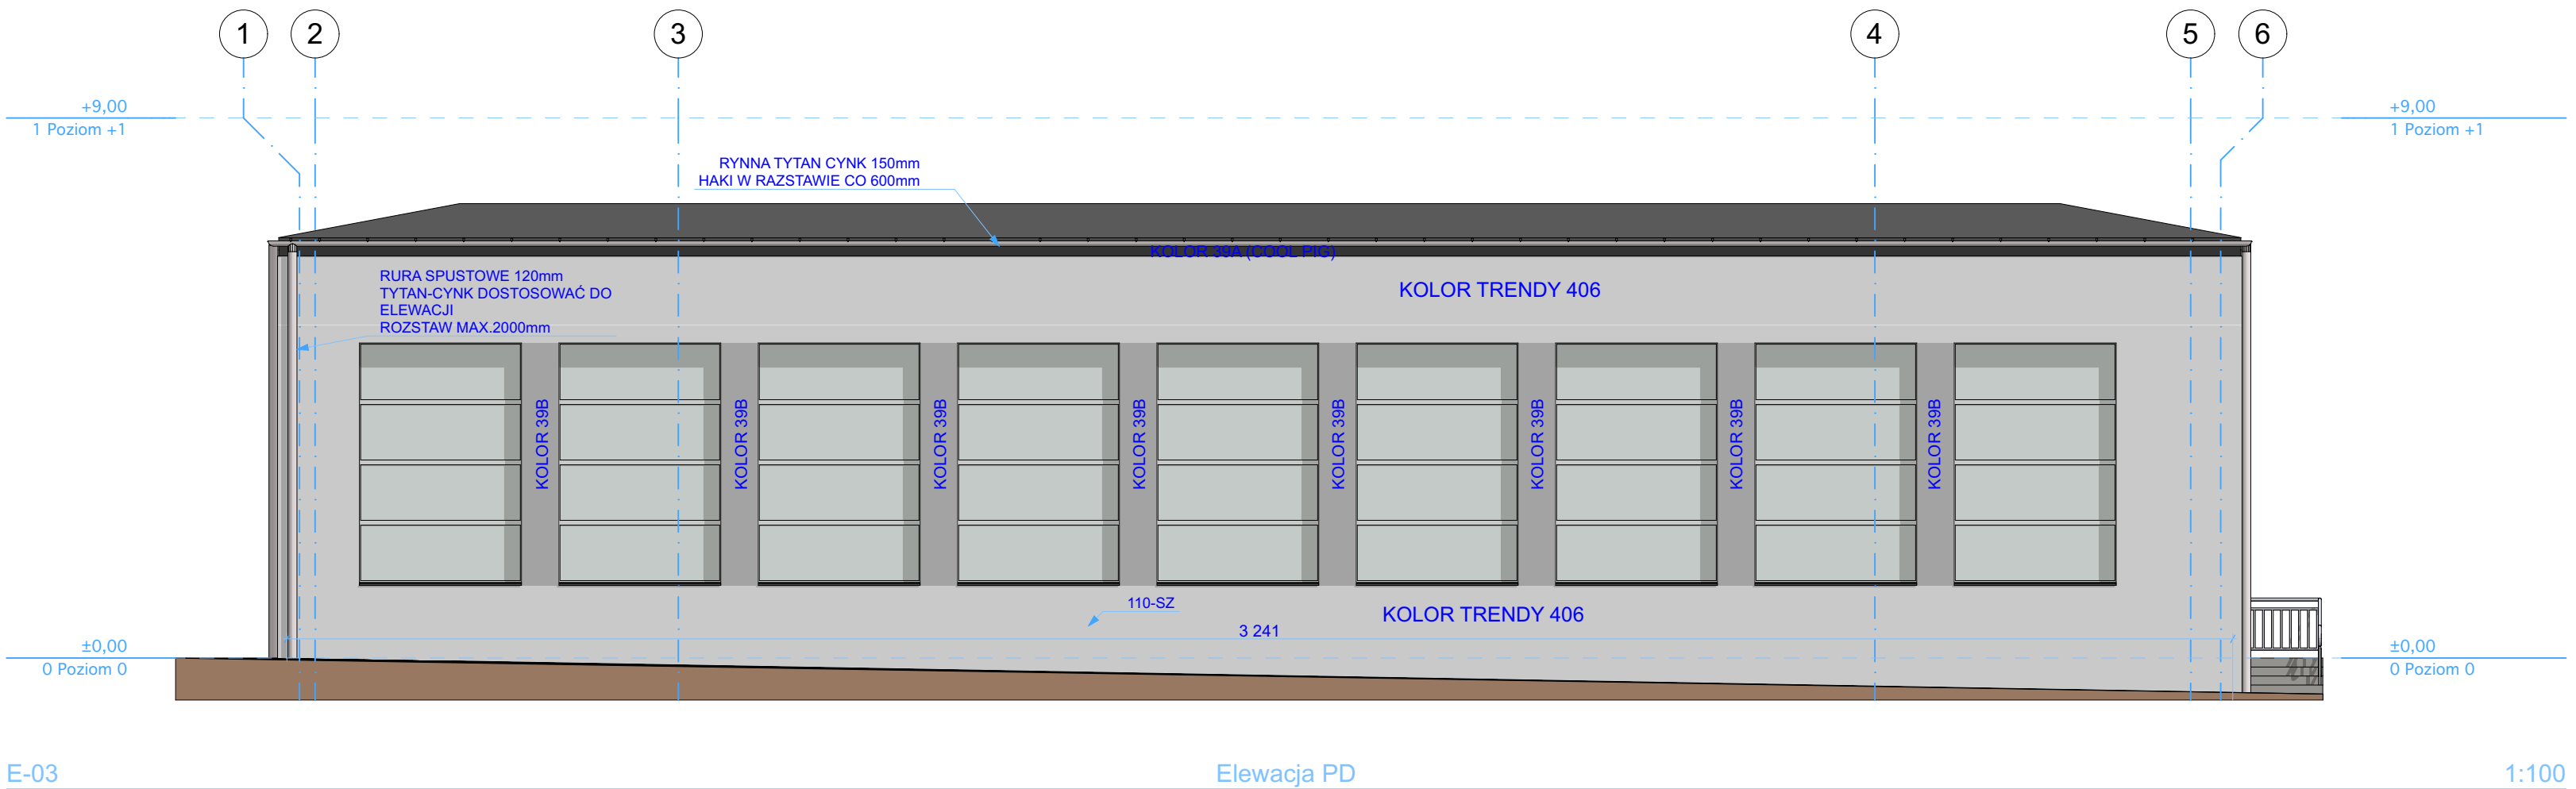 1 2 3 4 5 6
+9,00
1 Poziom +1
+9,00
1 Poziom +1
RYNNA TYTAN CYNK 150mm
HAKI W RAZSTAWIE CO 600mm
KOLOR 39A (COOL PIG)
RURA SPUSTOWE 120mm
TYTAN-CYNK DOSTOSOWAĆ DO
ELEWACJI
ROZSTAW MAX.2000mm
KOLOR TRENDY 406
KOLOR 39B
KOLOR 39B
KOLOR 39B
KOLOR 39B
KOLOR 39B
KOLOR 39B
KOLOR 39B
KOLOR 39B
110-SZ
KOLOR TRENDY 406
3 241
±0,00
0 Poziom 0
±0,00
0 Poziom 0
E-03
Elewacja PD
1:100